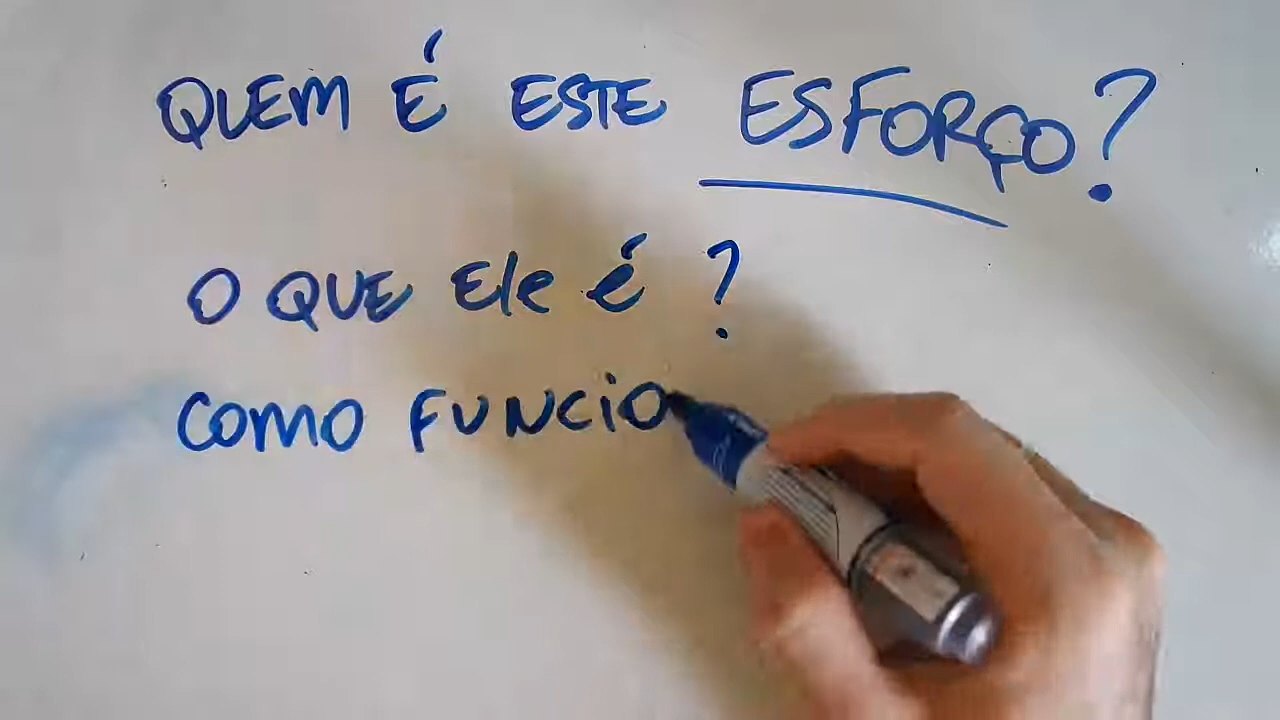 QUEM É ESTE ESFORÇO?
O QUE Ele é ?
COMO FUNCIO